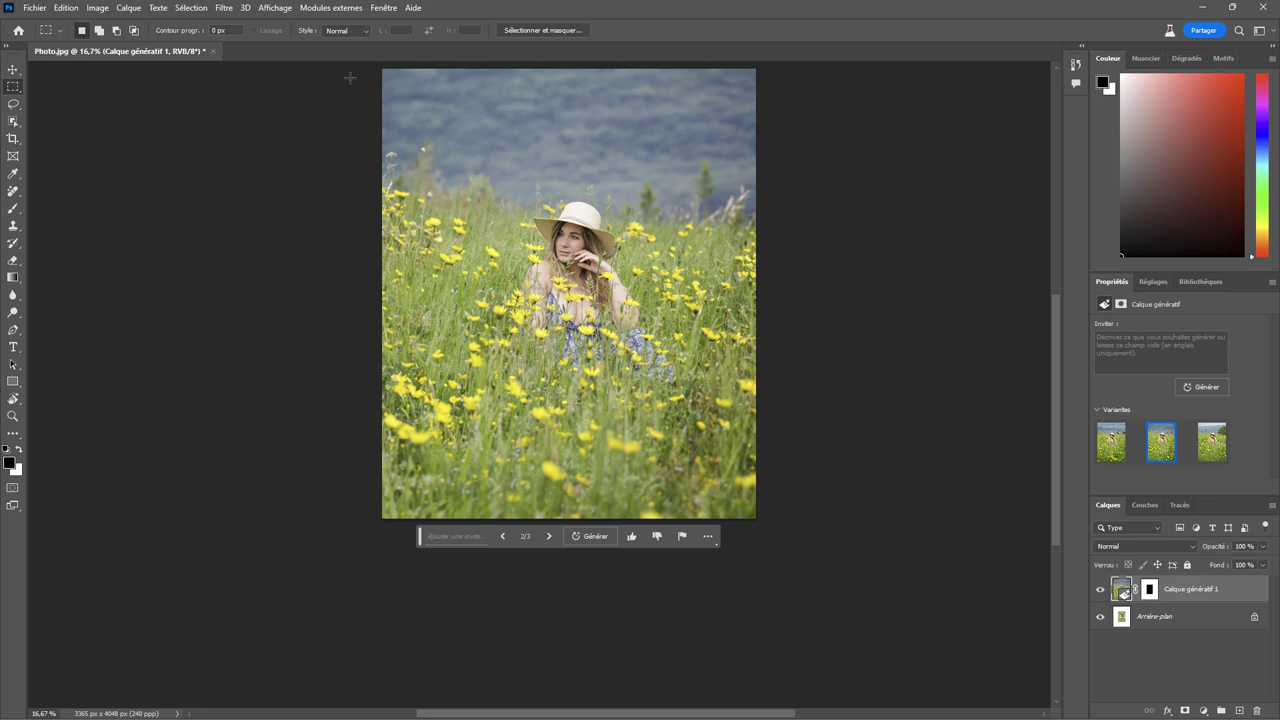 Ps Fichier Edition Image Calque Texte Sélection Filtre 3D Affichage Modules externes Fenêtre Aide
Contour progr. : 0 px Lissage Style : Normal L : H : Sélectionner et masquer... Partager
Photo.jpg @ 16,7% (Calque génératif 1, RVB/8*) * ×
Couleur Nuancier Dégradés Motifs
Propriétés Réglages Bibliothèques
Calque génératif
Inviter :
Décrivez ce que vous souhaitez générer ou
laissez ce champ vide (en anglais
uniquement).
Générer
Variantes
Ajouter une invite... 2/3 Générer
Calques Couches Tracés
Type
Normal Opacité : 100 %
Verrou : Fond : 100 %
Calque génératif 1
Arrière-plan
16,67 % 3365 px x 4048 px (240 ppp)